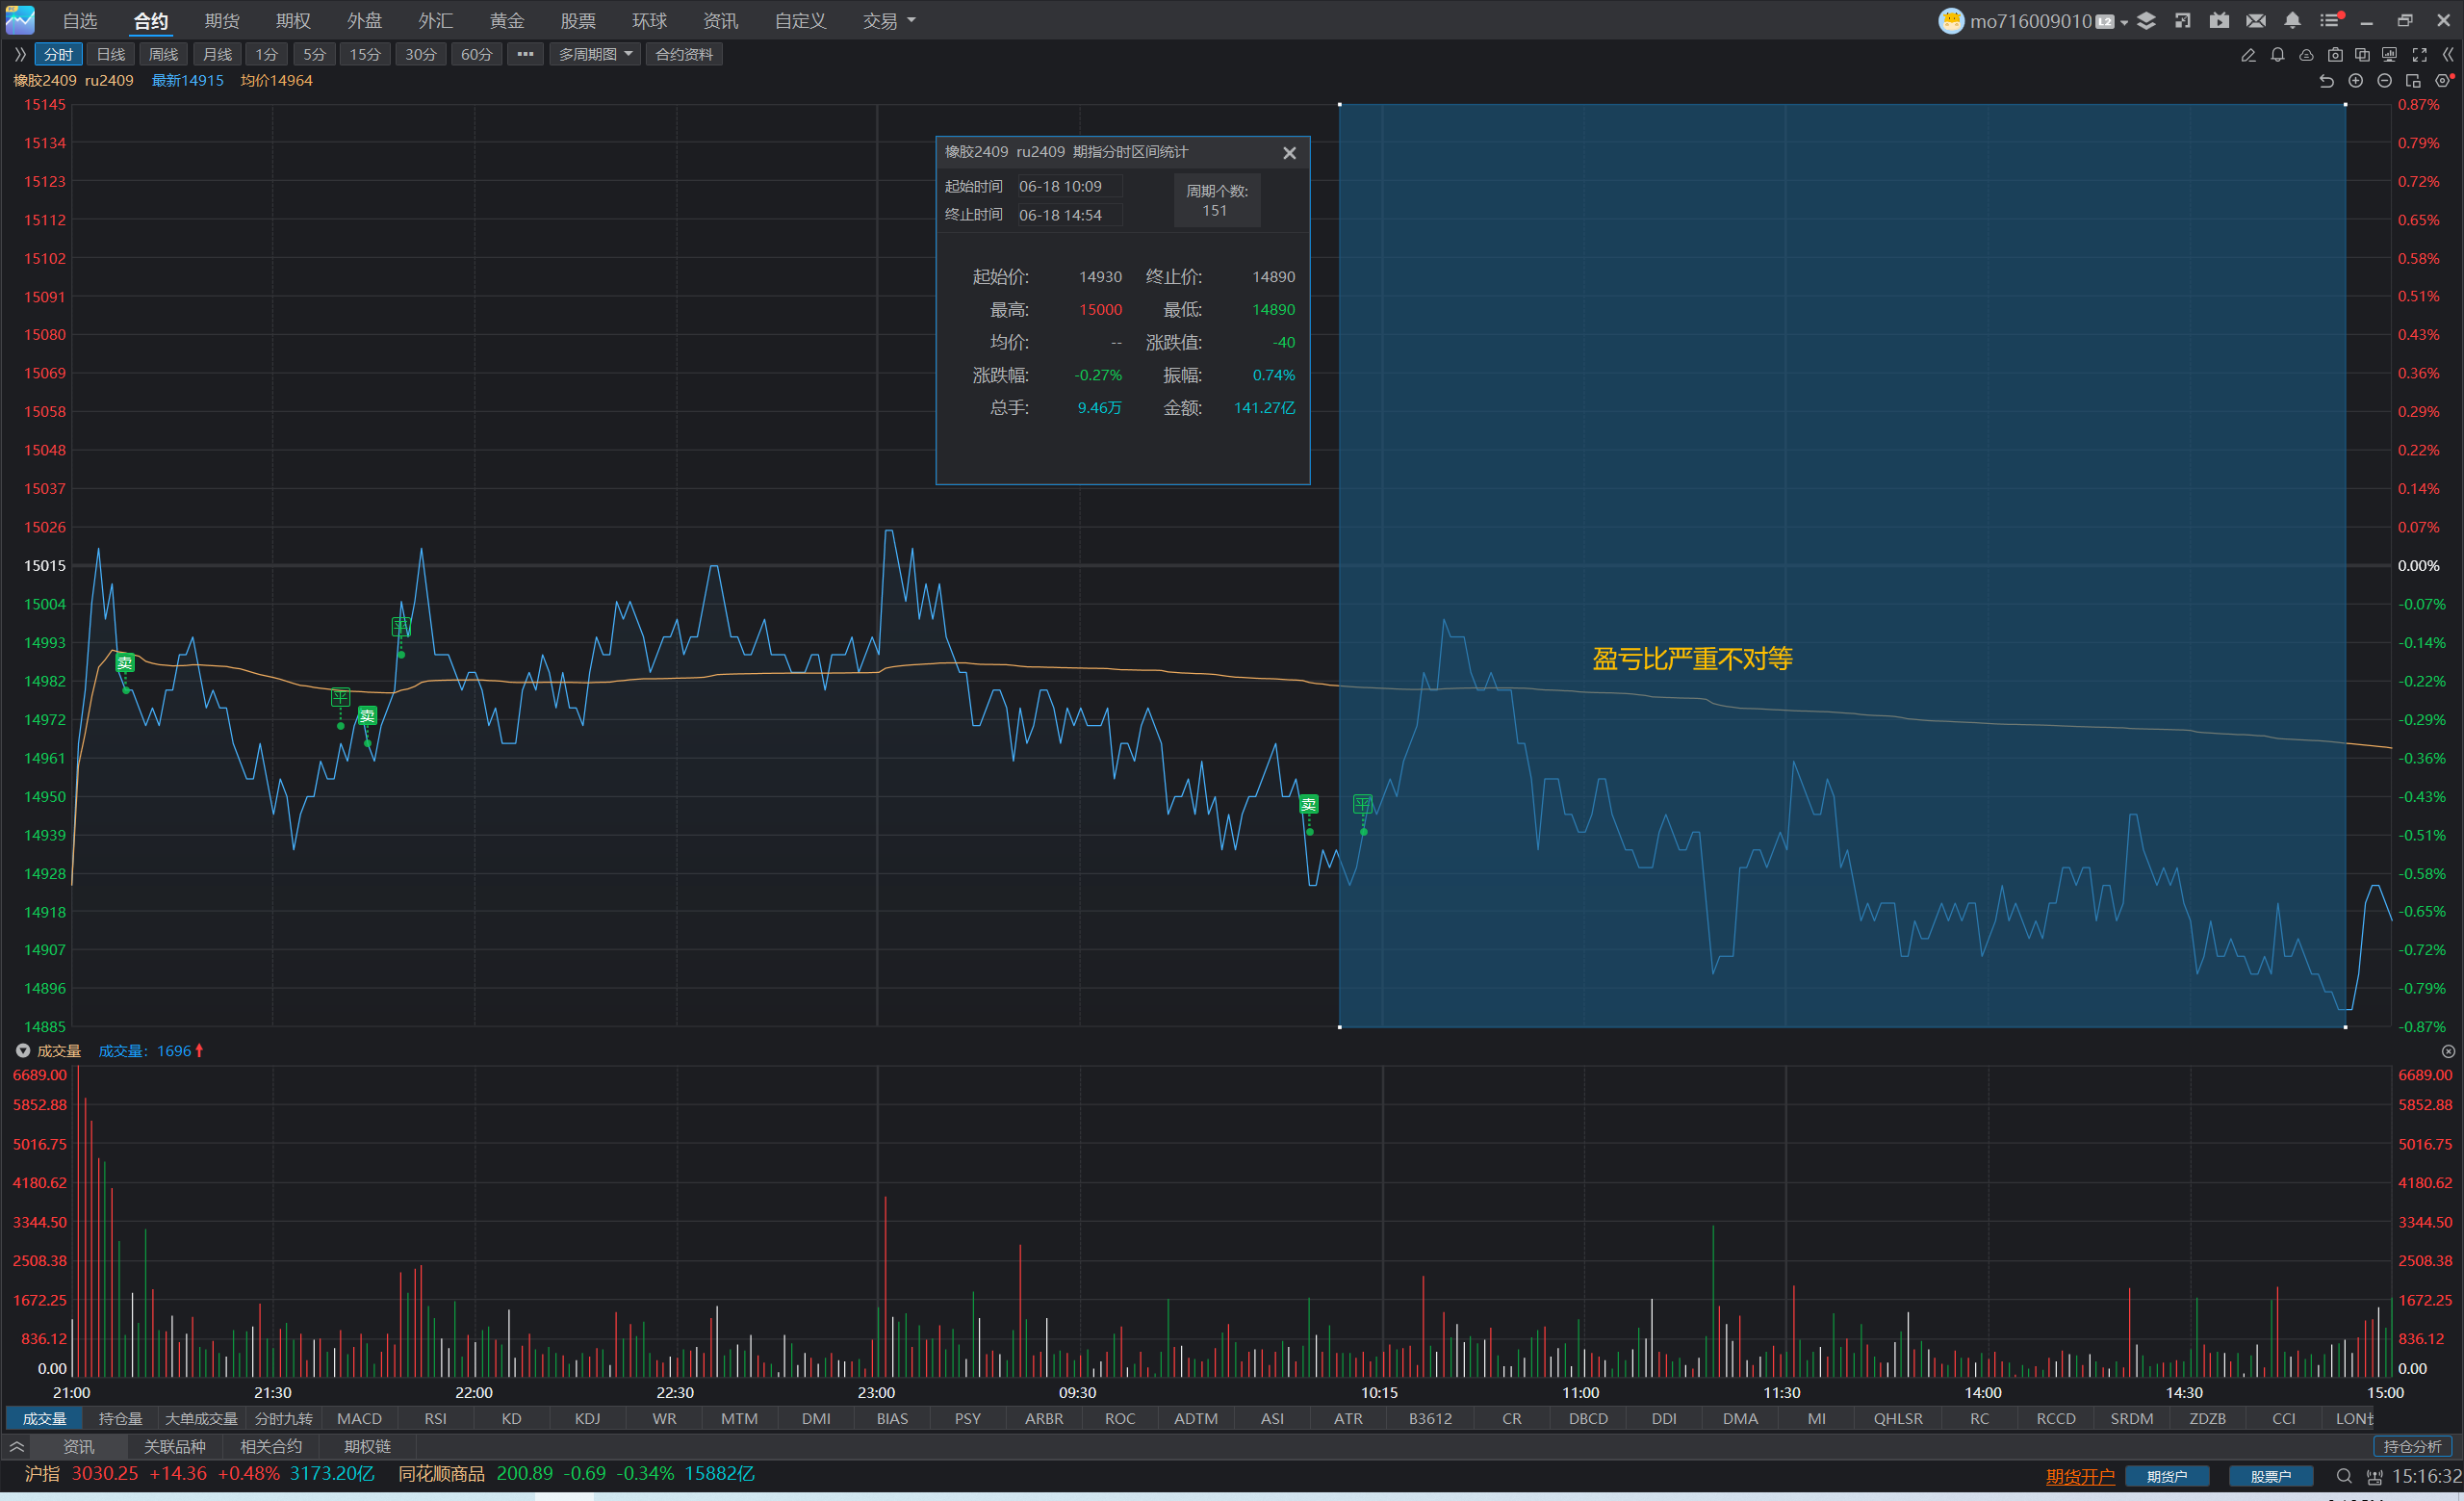 自选 合约 期货 期权 外盘 外汇 黄金 股票 环球 资讯 自定义 交易 mo716009010 L2
分时 日线 周线 月线 1分 5分 15分 30分 60分 ••• 多周期图 合约资料
橡胶2409 ru2409 最新14915 均价14964
15145 0.87%
15134 0.79%
15123 0.72%
15112 0.65%
15102 0.58%
15091 0.51%
15080 0.43%
15069 0.36%
15058 0.29%
15048 0.22%
15037 0.14%
15026 0.07%
15015 0.00%
15004 -0.07%
14993 -0.14%
14982 -0.22%
14972 -0.29%
14961 -0.36%
14950 -0.43%
14939 -0.51%
14928 -0.58%
14918 -0.65%
14907 -0.72%
14896 -0.79%
14885 -0.87%
橡胶2409 ru2409 期指分时区间统计
起始时间 06-18 10:09 周期个数:
终止时间 06-18 14:54 151
起始价: 14930 终止价: 14890
最高: 15000 最低: 14890
均价: -- 涨跌值: -40
涨跌幅: -0.27% 振幅: 0.74%
总手: 9.46万 金额: 141.27亿
卖 平 卖 平 卖 平
盈亏比严重不对等
成交量 成交量: 1696
6689.00 6689.00
5852.88 5852.88
5016.75 5016.75
4180.62 4180.62
3344.50 3344.50
2508.38 2508.38
1672.25 1672.25
836.12 836.12
0.00 0.00
21:00 21:30 22:00 22:30 23:00 09:30 10:15 11:00 11:30 14:00 14:30 15:00
成交量 持仓量 大单成交量 分时九转 MACD RSI KD KDJ WR MTM DMI BIAS PSY ARBR ROC ADTM ASI ATR B3612 CR DBCD DDI DMA MI QHLSR RC RCCD SRDM ZDZB CCI
资讯 关联品种 相关合约 期权链 持仓分析
沪指 3030.25 +14.36 +0.48% 3173.20亿 同花顺商品 200.89 -0.69 -0.34% 15882亿 期货开户 期货户 股票户 15:16:32